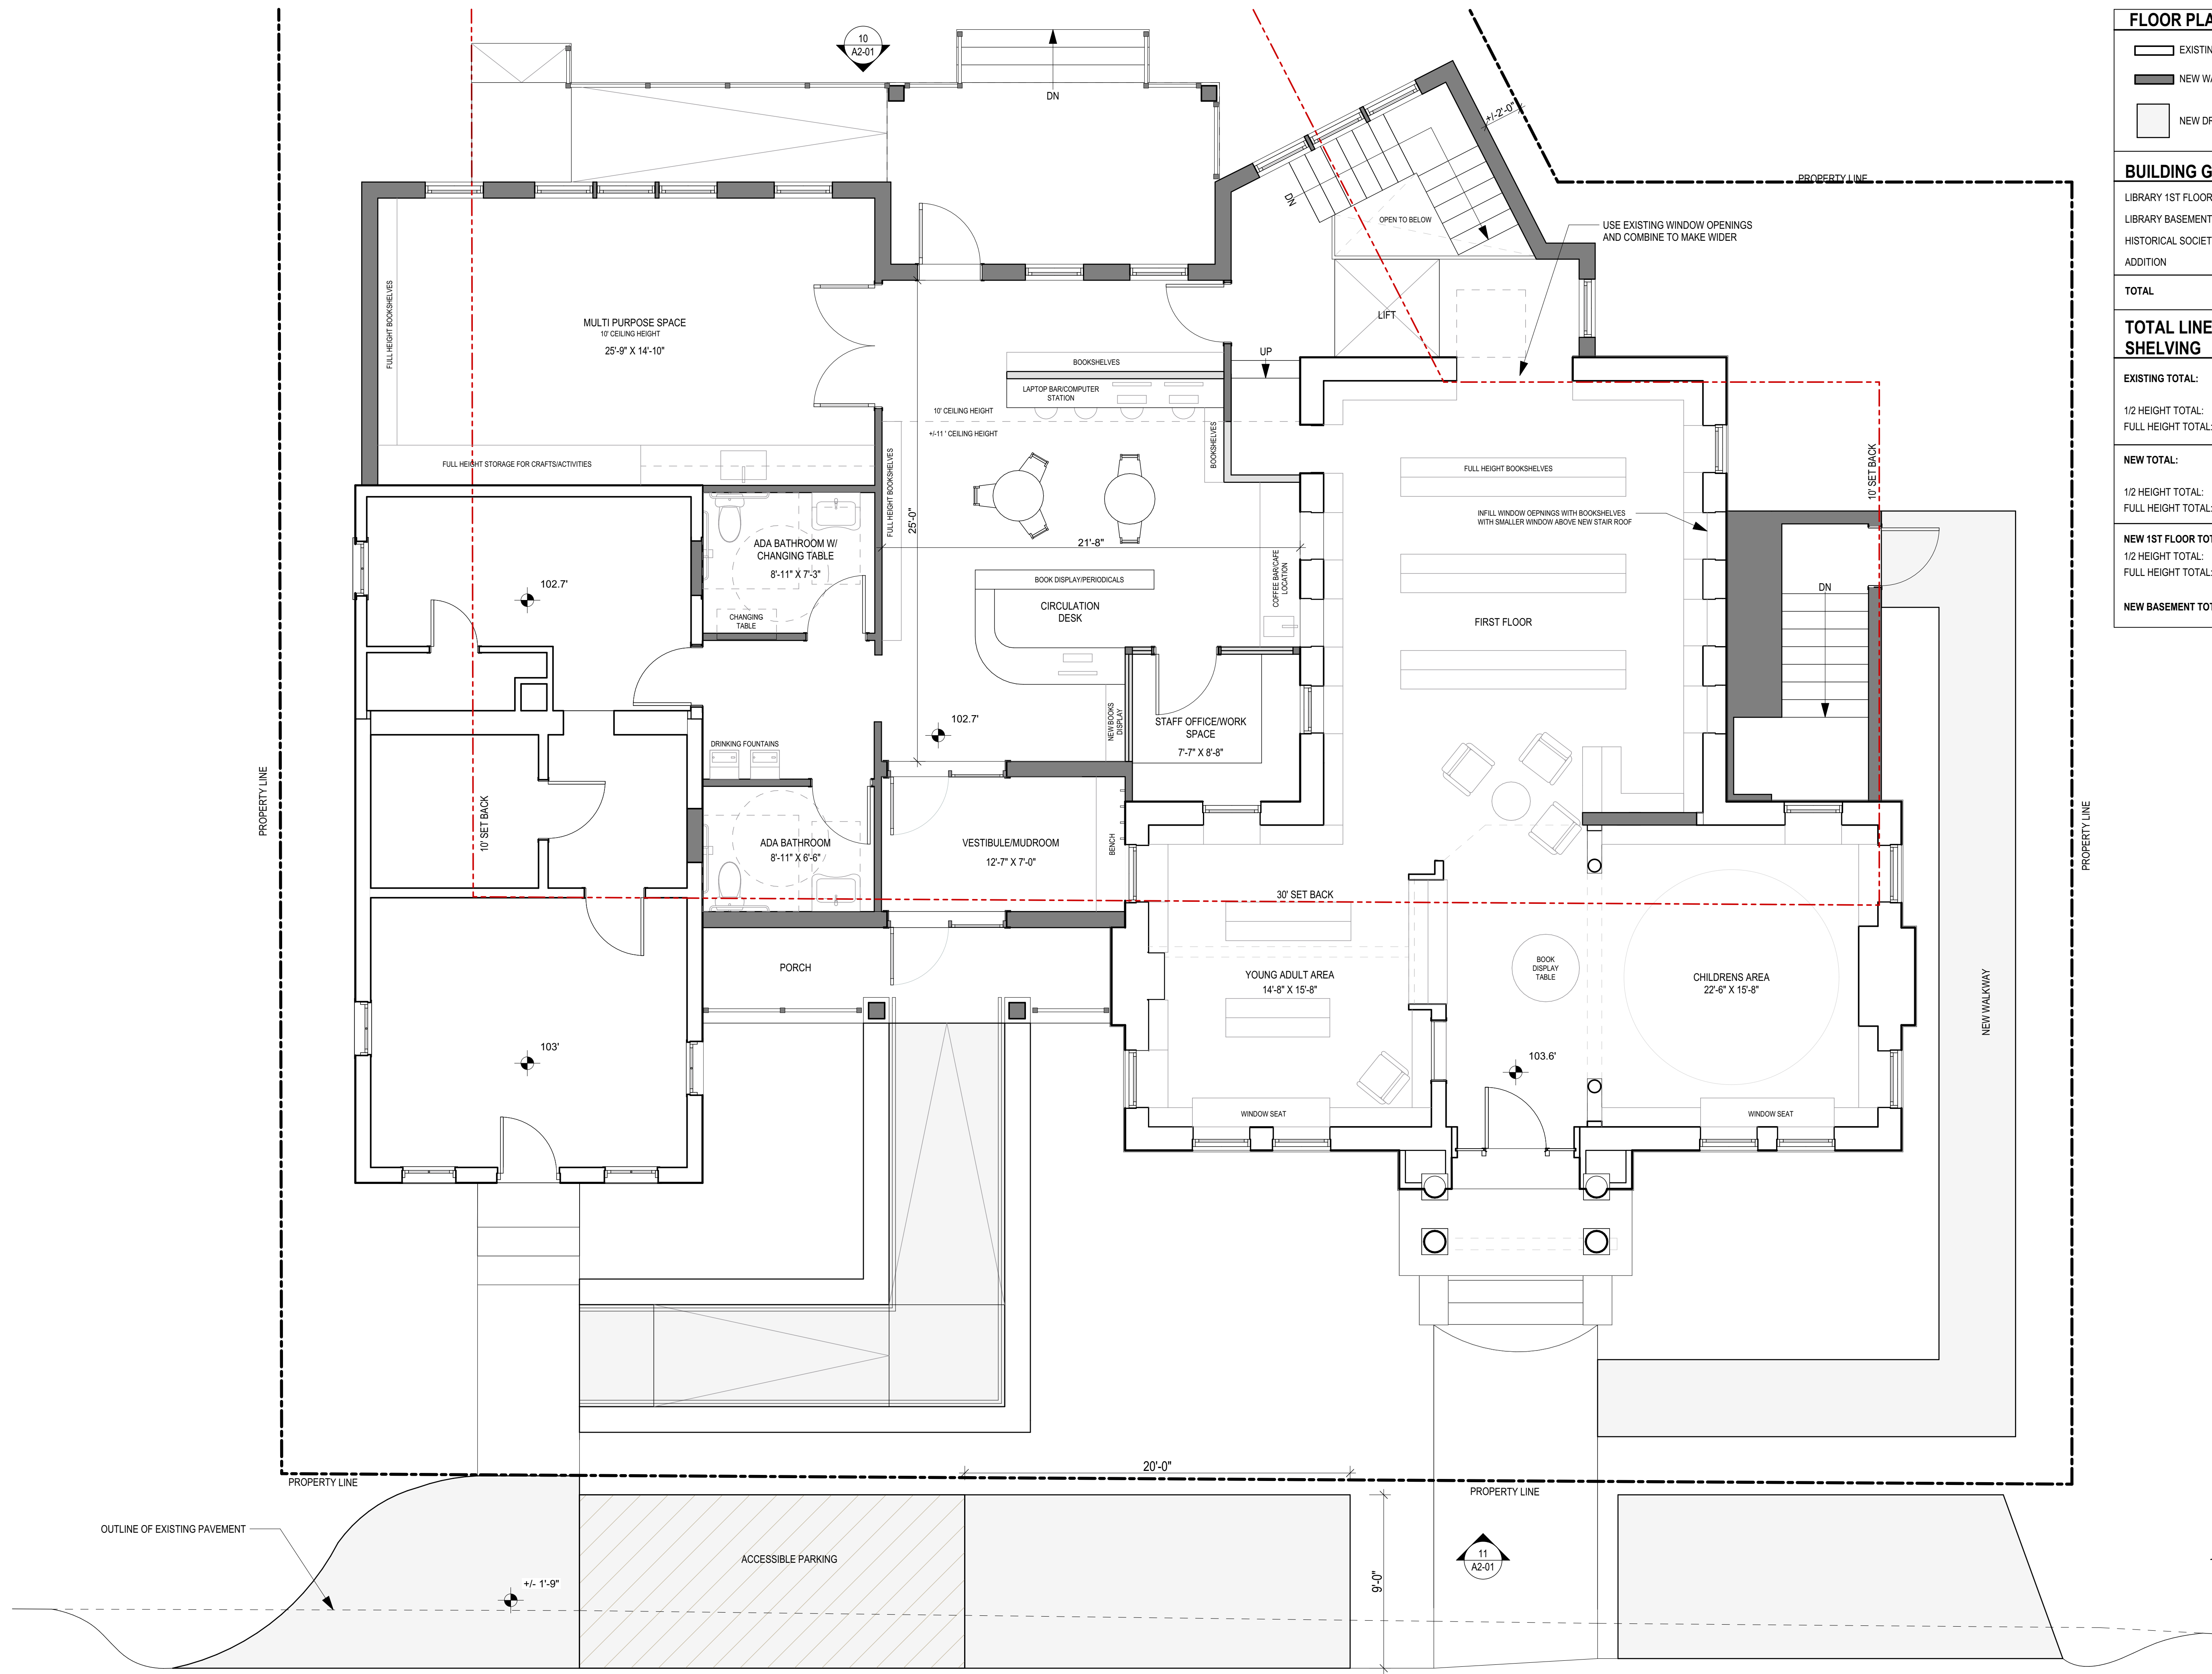 10
A2-01
DN
+/-2'-0"
PROPERTY LINE
DN
OPEN TO BELOW
USE EXISTING WINDOW OPENINGS
AND COMBINE TO MAKE WIDER
LIFT
UP
MULTI PURPOSE SPACE
10' CEILING HEIGHT
25'-9" X 14'-10"
FULL HEIGHT BOOKSHELVES
FULL HEIGHT STORAGE FOR CRAFTS/ACTIVITIES
BOOKSHELVES
LAPTOP BAR/COMPUTER
STATION
10' CEILING HEIGHT
+/-11 ' CEILING HEIGHT
BOOKSHELVES
FULL HEIGHT BOOKSHELVES
25'-0"
21'-8"
FULL HEIGHT BOOKSHELVES
10' SET BACK
INFILL WINDOW OEPNINGS WITH BOOKSHELVES
WITH SMALLER WINDOW ABOVE NEW STAIR ROOF
ADA BATHROOM W/
CHANGING TABLE
8'-11" X 7'-3"
CHANGING
TABLE
102.7'
BOOK DISPLAY/PERIODICALS
CIRCULATION
DESK
COFFEE BAR/CAFE
LOCATION
FIRST FLOOR
DN
NEW BOOKS
DISPLAY
STAFF OFFICE/WORK
SPACE
7'-7" X 8'-8"
102.7'
DRINKING FOUNTAINS
PROPERTY LINE
10' SET BACK
ADA BATHROOM
8'-11" X 6'-6"
VESTIBULE/MUDROOM
12'-7" X 7'-0"
BENCH
PROPERTY LINE
30' SET BACK
PORCH
YOUNG ADULT AREA
14'-8" X 15'-8"
BOOK
DISPLAY
TABLE
CHILDRENS AREA
22'-6" X 15'-8"
NEW WALKWAY
103'
103.6'
WINDOW SEAT
WINDOW SEAT
PROPERTY LINE
20'-0"
PROPERTY LINE
OUTLINE OF EXISTING PAVEMENT
ACCESSIBLE PARKING
+/- 1'-9"
9'-0"
11
A2-01
FLOOR PLA
EXISTIN
NEW WA
NEW DR
BUILDING G
LIBRARY 1ST FLOOR
LIBRARY BASEMENT
HISTORICAL SOCIET
ADDITION
TOTAL
TOTAL LINE
SHELVING
EXISTING TOTAL:
1/2 HEIGHT TOTAL:
FULL HEIGHT TOTAL:
NEW TOTAL:
1/2 HEIGHT TOTAL:
FULL HEIGHT TOTAL:
NEW 1ST FLOOR TOT
1/2 HEIGHT TOTAL:
FULL HEIGHT TOTAL:
NEW BASEMENT TOT